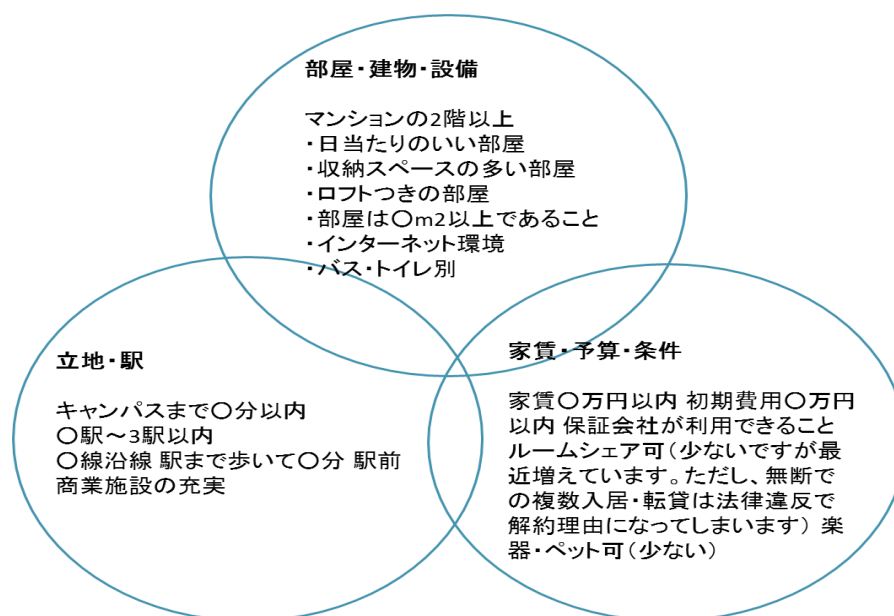 部屋・建物・設備
マンションの2階以上
・日当たりのいい部屋
・収納スペースの多い部屋
・ロフトつきの部屋
・部屋は〇m2以上であること
・インターネット環境
・バス・トイレ別
立地・駅
キャンパスまで〇分以内
〇駅～3駅以内
〇線沿線 駅まで歩いて〇分 駅前
商業施設の充実
家賃・予算・条件
家賃〇万円以内 初期費用〇万円
以内 保証会社が利用できること
ルームシェア可（少ないですが最
近増えています。ただし、無断で
の複数入居・転貸は法律違反で
解約理由になってしまいます） 楽
器・ペット可（少ない）